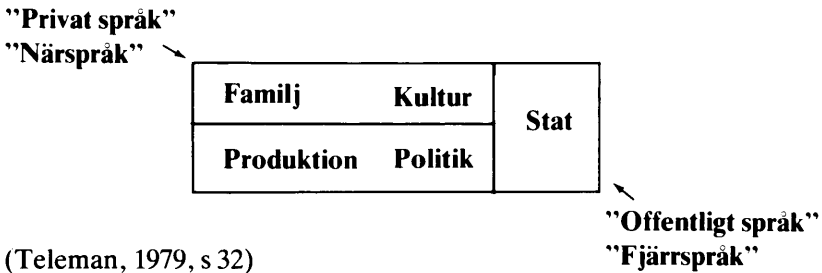 ”Privat språk”
”Närspråk”
Familj Kultur
Stat
Produktion Politik
”Offentligt språk”
”Fjärrspråk”
(Teleman, 1979, s 32)